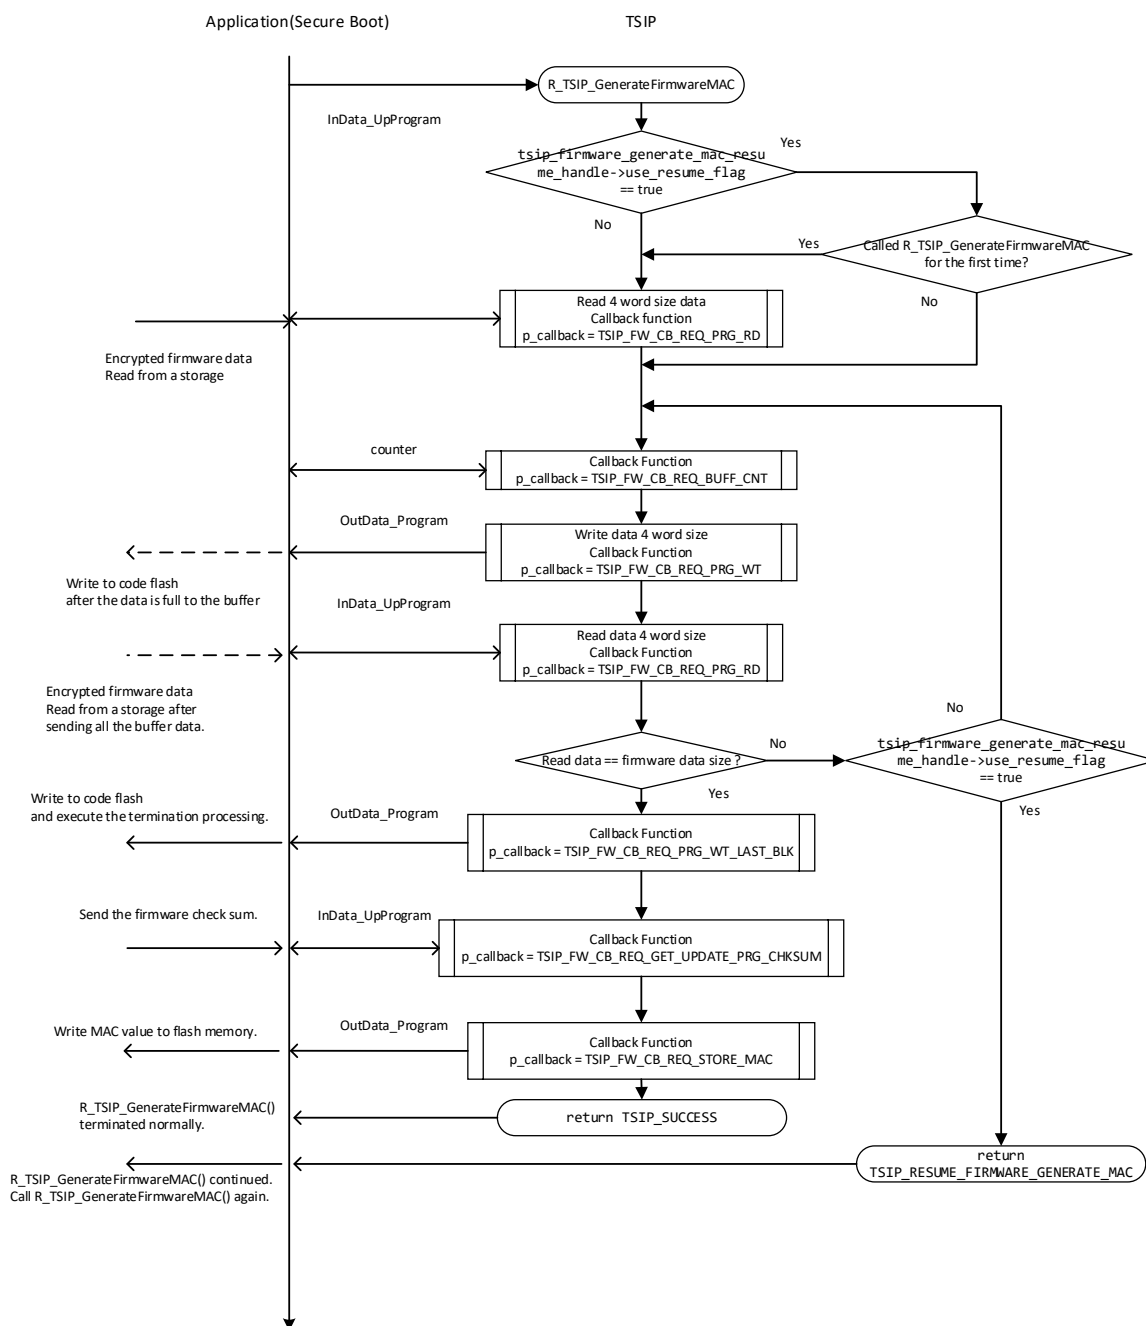 Application(Secure Boot)
TSIP
R_TSIP_GenerateFirmwareMAC
InData_UpProgram
tsip_firmware_generate_mac_resu
me_handle->use_resume_flag
== true
Yes
No
Called R_TSIP_GenerateFirmwareMAC
for the first time?
Yes
No
Read 4 word size data
Callback function
p_callback = TSIP_FW_CB_REQ_PRG_RD
Encrypted firmware data
Read from a storage
counter
Callback Function
p_callback = TSIP_FW_CB_REQ_BUFF_CNT
OutData_Program
Write data 4 word size
Callback Function
p_callback = TSIP_FW_CB_REQ_PRG_WT
Write to code flash
after the data is full to the buffer
InData_UpProgram
Read data 4 word size
Callback Function
p_callback = TSIP_FW_CB_REQ_PRG_RD
Encrypted firmware data
Read from a storage after
sending all the buffer data.
Read data == firmware data size ?
No
Yes
No
tsip_firmware_generate_mac_resu
me_handle->use_resume_flag
== true
Yes
Write to code flash
and execute the termination processing.
OutData_Program
Callback Function
p_callback = TSIP_FW_CB_REQ_PRG_WT_LAST_BLK
Send the firmware check sum.
InData_UpProgram
Callback Function
p_callback = TSIP_FW_CB_REQ_GET_UPDATE_PRG_CHKSUM
Write MAC value to flash memory.
OutData_Program
Callback Function
p_callback = TSIP_FW_CB_REQ_STORE_MAC
R_TSIP_GenerateFirmwareMAC()
terminated normally.
return TSIP_SUCCESS
return
TSIP_RESUME_FIRMWARE_GENERATE_MAC
R_TSIP_GenerateFirmwareMAC() continued.
Call R_TSIP_GenerateFirmwareMAC() again.